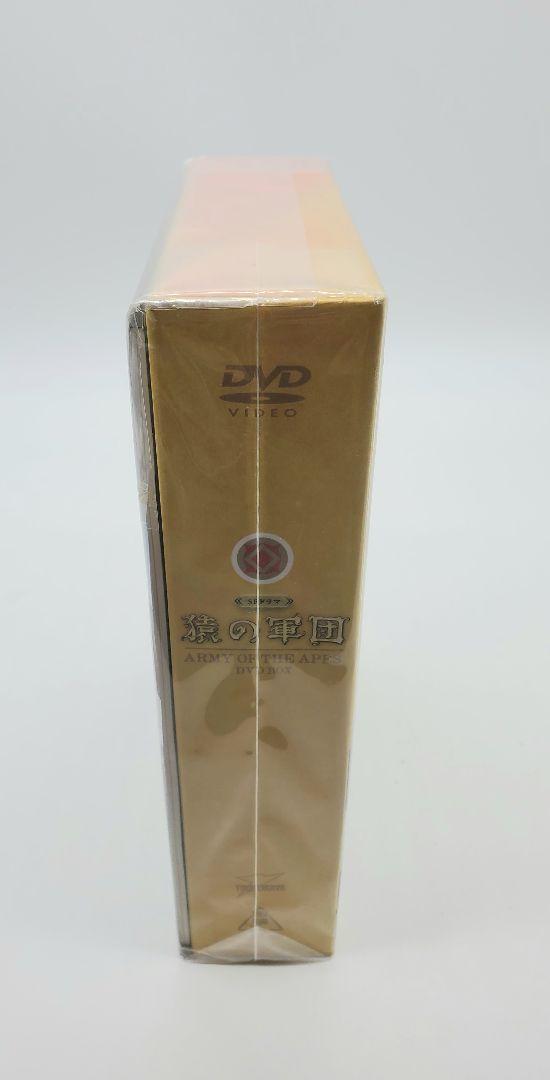 DVD
VIDEO
SFドラマ
猿の軍団
ARMY OF THE APES
DVD BOX